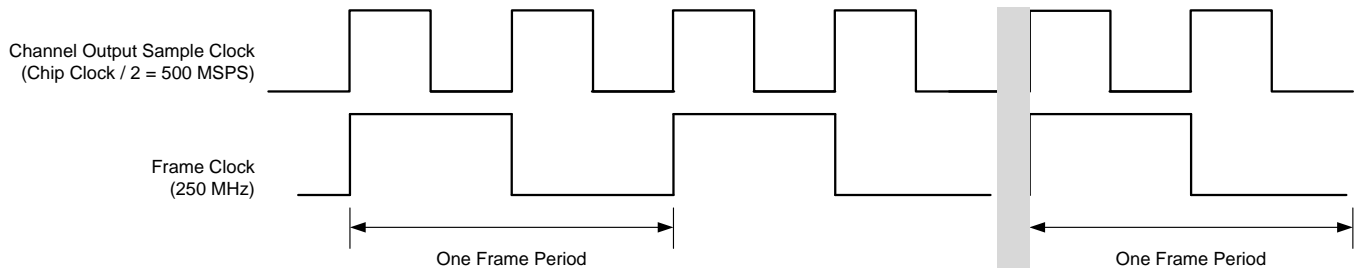 Channel Output Sample Clock
(Chip Clock / 2 = 500 MSPS)
Frame Clock
(250 MHz)
One Frame Period
One Frame Period